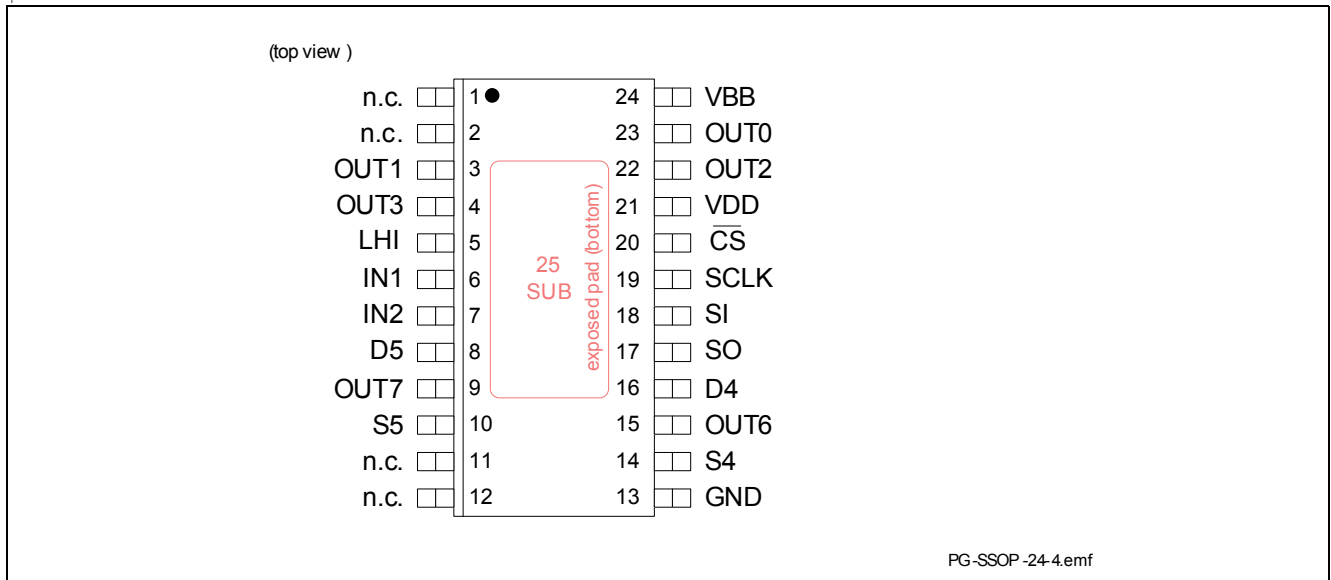 (top view )
n.c. 1 24 VBB
n.c. 2 23 OUT0
OUT1 3 22 OUT2
OUT3 4 21 VDD
LHI 5 20 C̅S̅
IN1 6 19 SCLK
IN2 7 18 SI
D5 8 17 SO
OUT7 9 16 D4
S5 10 15 OUT6
n.c. 11 14 S4
n.c. 12 13 GND
25
SUB
exposed pad (bottom)
PG-SSOP -24-4.emf